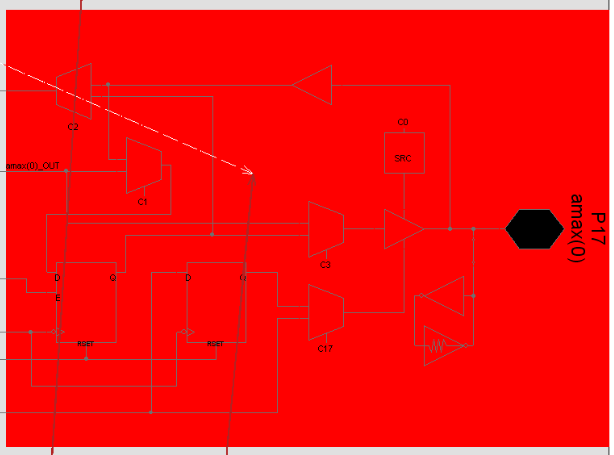 C2
C0
SRC
amax(0)_OUT
C1
P17
amax(0)
C3
D
Q
D
Q
E
RSET
RSET
C17